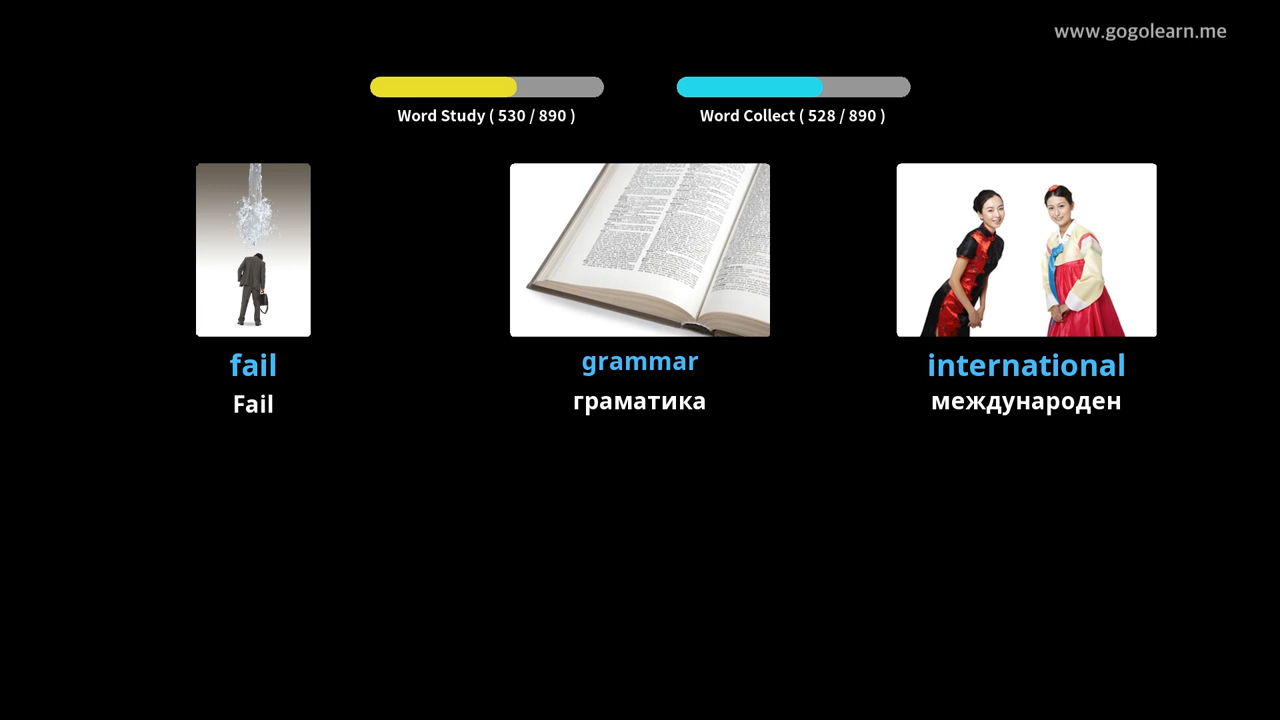 www.gogolearn.me
Word Study ( 530 / 890 )
Word Collect ( 528 / 890 )
fail
Fail
grammar
граматика
international
международен